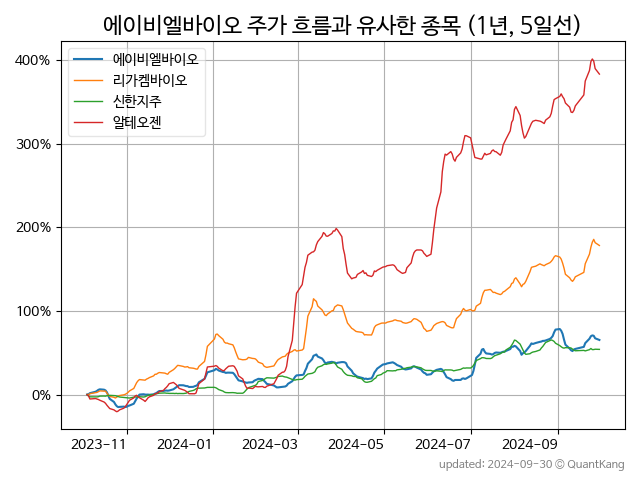 에이비엘바이오 주가 흐름과 유사한 종목 (1년, 5일선)
400%
300%
200%
100%
0%
에이비엘바이오
리가켐바이오
신한지주
알테오젠
2023-11
2024-01
2024-03
2024-05
2024-07
2024-09
updated: 2024-09-30 © QuantKang